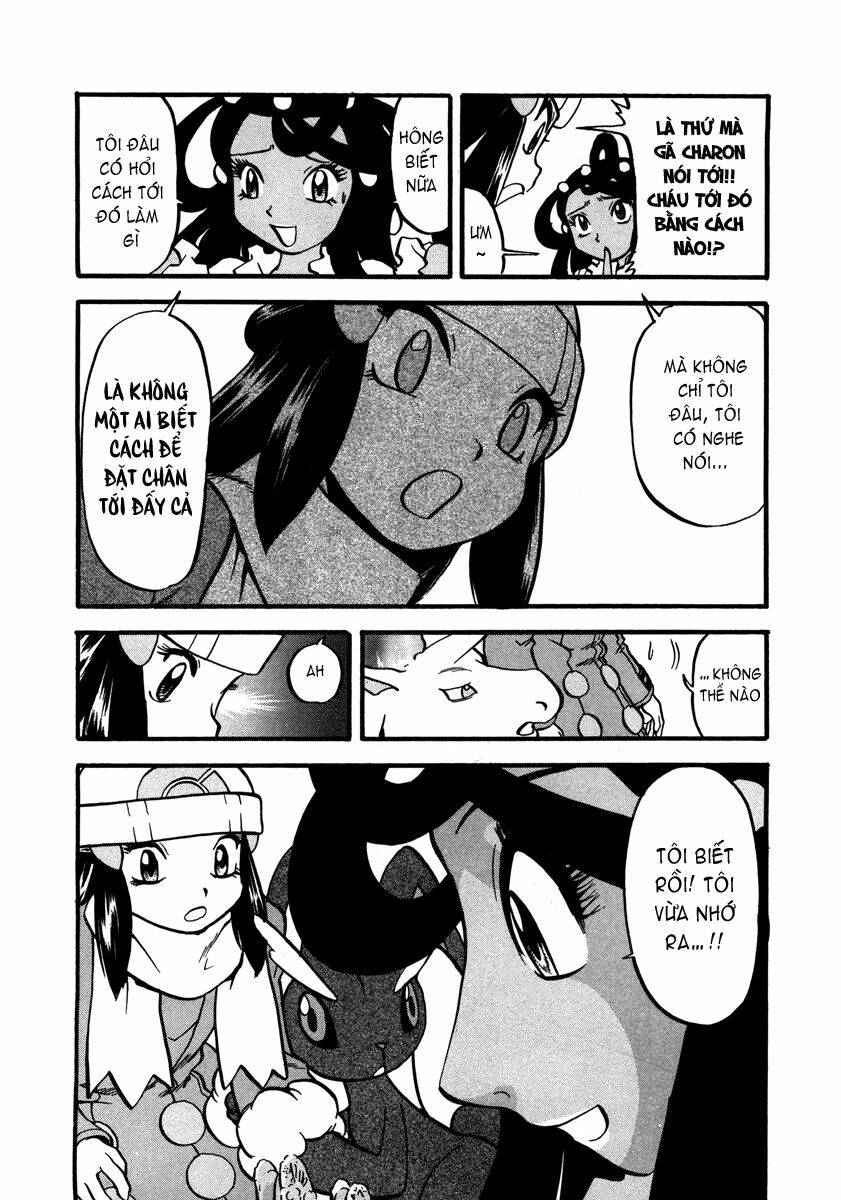 LÀ THỨ MÀ
GÃ CHARON
NÓI TỚI!!
CHÁU TỚI ĐÓ
BẰNG CÁCH
NÀO!?
ƯM
~
HÔNG
BIẾT
NỮA
TÔI ĐÂU
CÓ HỎI
CÁCH TỚI
ĐÓ LÀM
GÌ
MÀ KHÔNG
CHỈ TÔI
ĐÂU, TÔI
CÓ NGHE
NÓI...
LÀ KHÔNG
MỘT AI BIẾT
CÁCH ĐỂ
ĐẶT CHÂN
TỚI ĐẤY CẢ
...KHÔNG
THỂ NÀO
AH
TÔI BIẾT
RỒI! TÔI
VỪA NHỚ
RA...!!